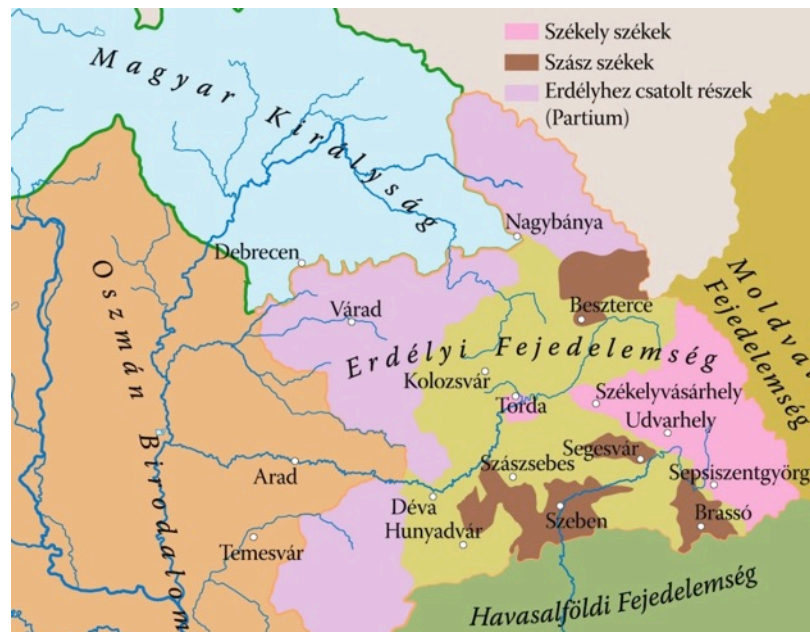 Székely székek
Szász székek
Erdélyhez csatolt részek
(Partium)
Magyar Királyság
Nagybánya
Debrecen
Moldvai
Fejedelemség
Oszmán Birodalom
Várad
Beszterce
Erdélyi Fejedelemség
Kolozsvár
Torda
Székelyvásárhely
Udvarhely
Segesvár
Szászsebes
Arad
Sepsiszentgyörgy
Déva
Hunyadvár
Szeben
Brassó
Temesvár
Havasalföldi Fejedelemség